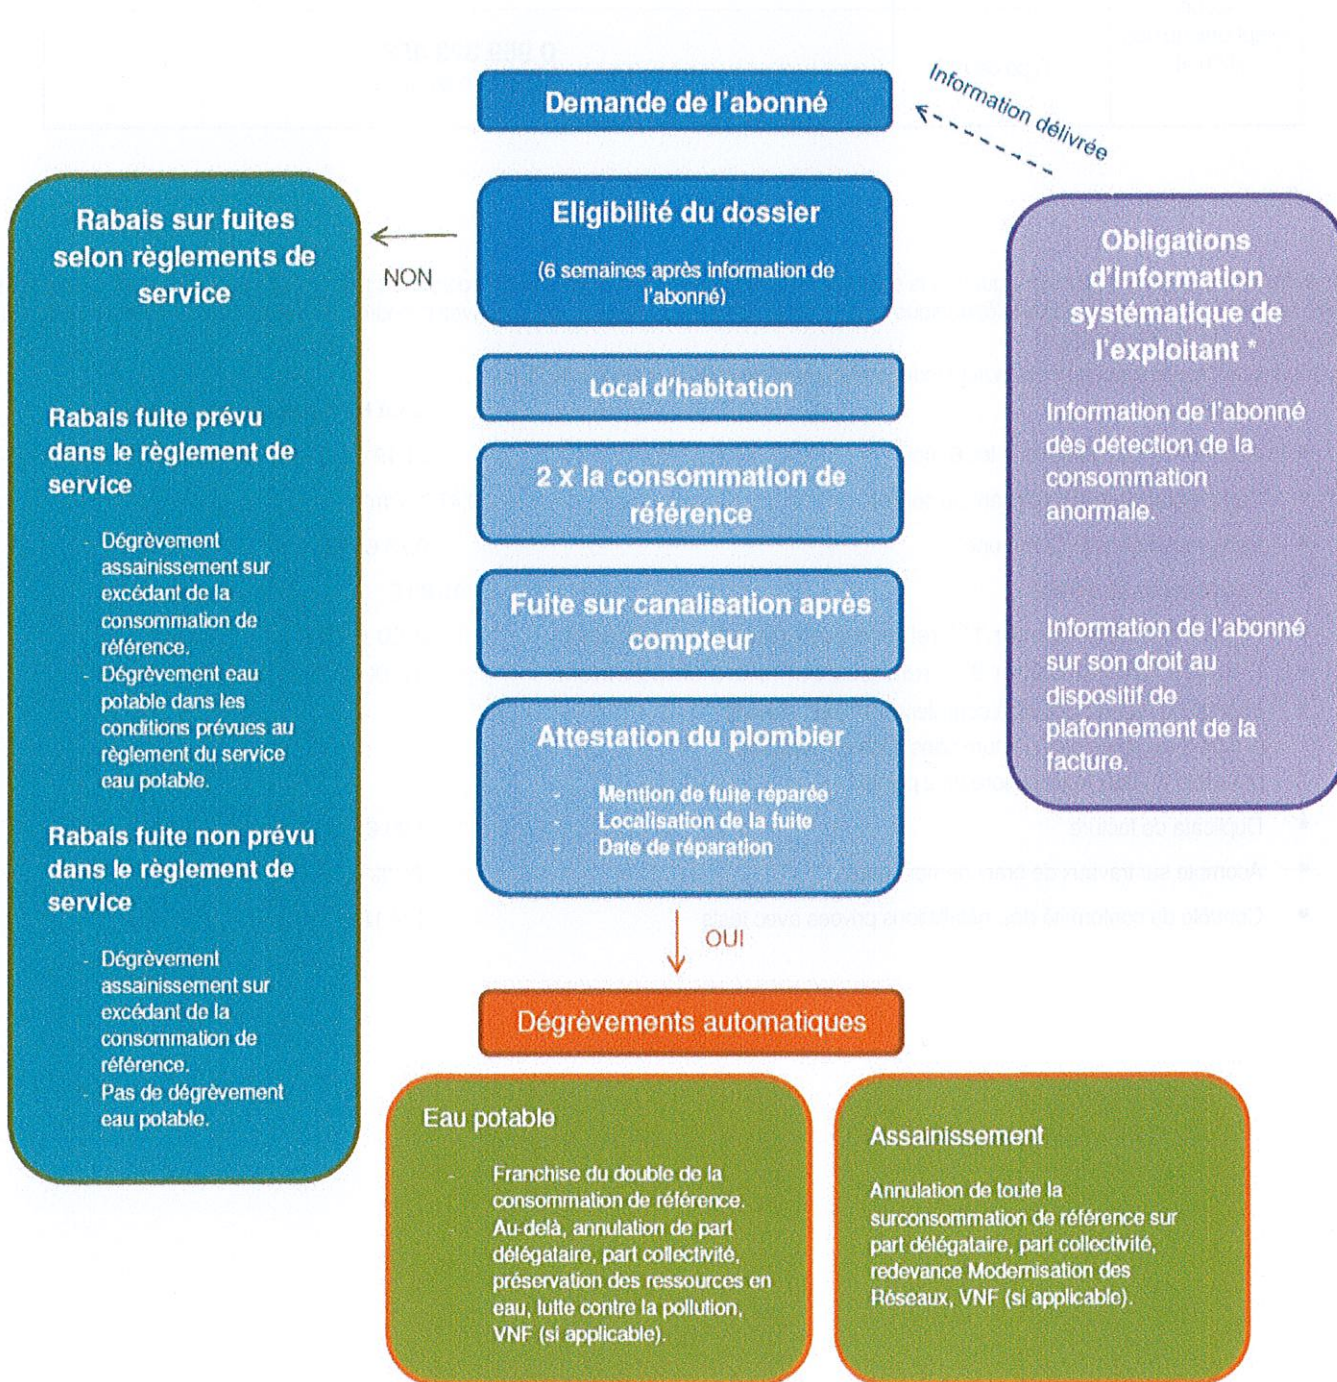 Demande de l'abonné
Information délivrée
Eligibilité du dossier
(6 semaines après information de
l'abonné)
NON
Rabais sur fuites
selon règlements de
service
Rabais fuite prévu
dans le règlement de
service
- Dégrèvement
assainissement sur
excédant de la
consommation de
référence.
- Dégrèvement eau
potable dans les
conditions prévues au
règlement du service
eau potable.
Rabais fuite non prévu
dans le règlement de
service
- Dégrèvement
assainissement sur
excédant de la
consommation de
référence.
- Pas de dégrèvement
eau potable.
Local d'habitation
2 x la consommation de
référence
Fuite sur canalisation après
compteur
Attestation du plombier
- Mention de fuite réparée
- Localisation de la fuite
- Date de réparation
Obligations
d'information
systématique de
l'exploitant *
Information de l'abonné
dès détection de la
consommation
anormale.
Information de l'abonné
sur son droit au
dispositif de
plafonnement de la
facture.
OUI
Dégrèvements automatiques
Eau potable
- Franchise du double de la
consommation de référence.
- Au-delà, annulation de part
délégataire, part collectivité,
préservation des ressources en
eau, lutte contre la pollution,
VNF (si applicable).
Assainissement
Annulation de toute la
surconsommation de référence sur
part délégataire, part collectivité,
redevance Modernisation des
Réseaux, VNF (si applicable).